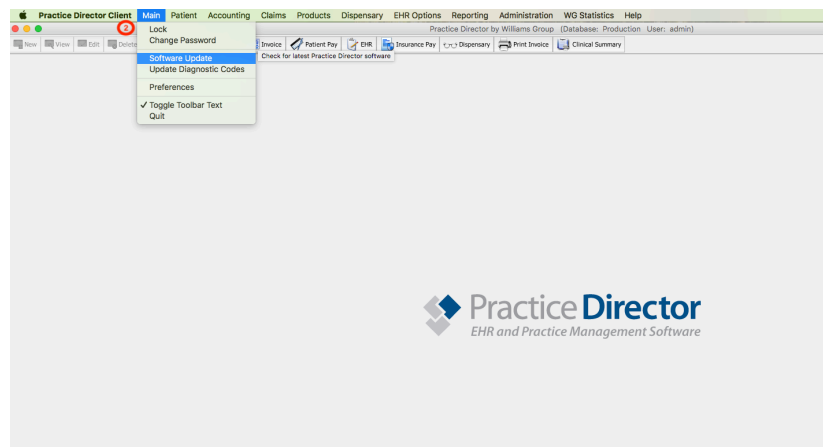 Practice Director Client Main Patient Accounting Claims Products Dispensary EHR Options Reporting Administration WG Statistics Help
Practice Director by Williams Group (Database: Production User: admin)
2
New View Edit Delete Invoice Patient Pay EHR Insurance Pay Dispensary Print Invoice Clinical Summary
Lock
Change Password
Software Update
Check for latest Practice Director software
Update Diagnostic Codes
Preferences
✓ Toggle Toolbar Text
Quit
Practice Director
EHR and Practice Management Software